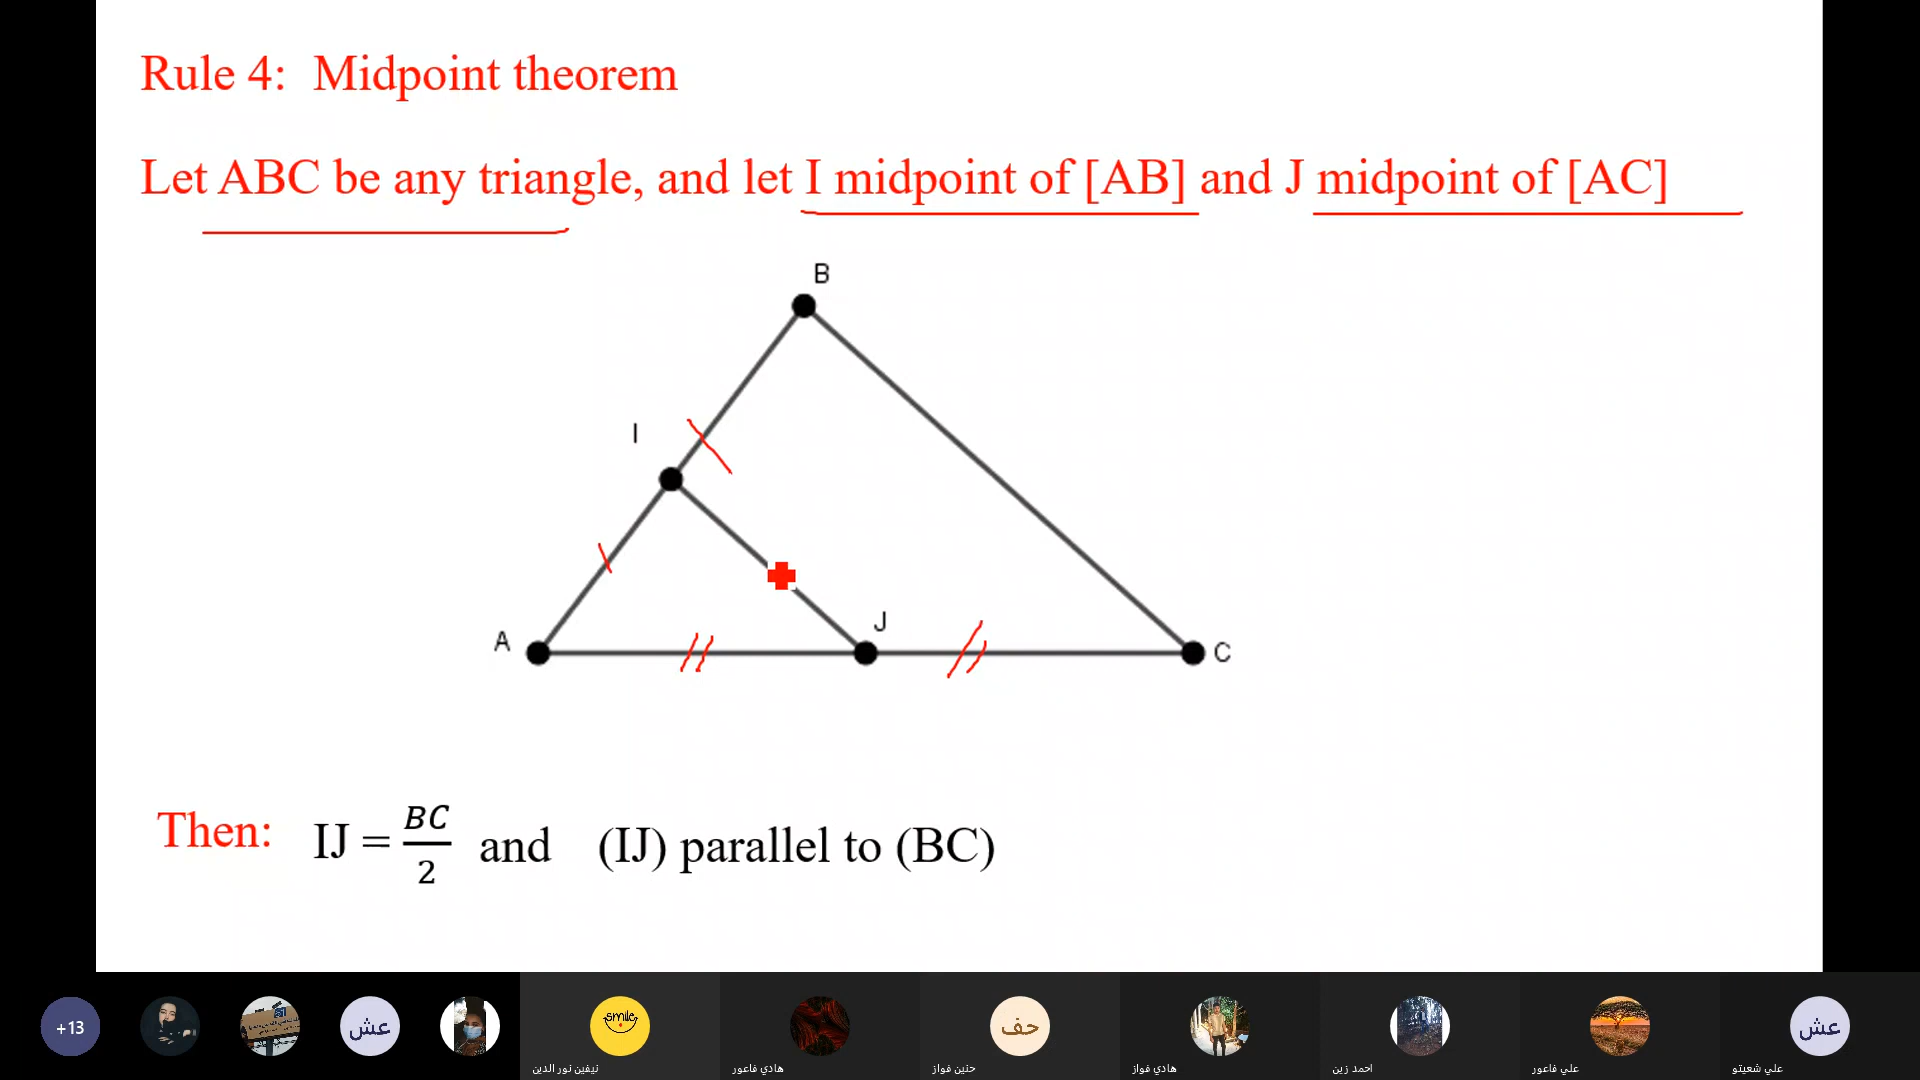 Rule 4: Midpoint theorem
Let ABC be any triangle, and let I midpoint of [AB] and J midpoint of [AC]
B
I
J
A
C
Then: IJ = BC/2 and (IJ) parallel to (BC)
+13
عش
smile
حف
عش
نيفين نور الدين
هادي فاعور
حنين فواز
هادي فواز
احمد زين
علي فاعور
علي شعيتو